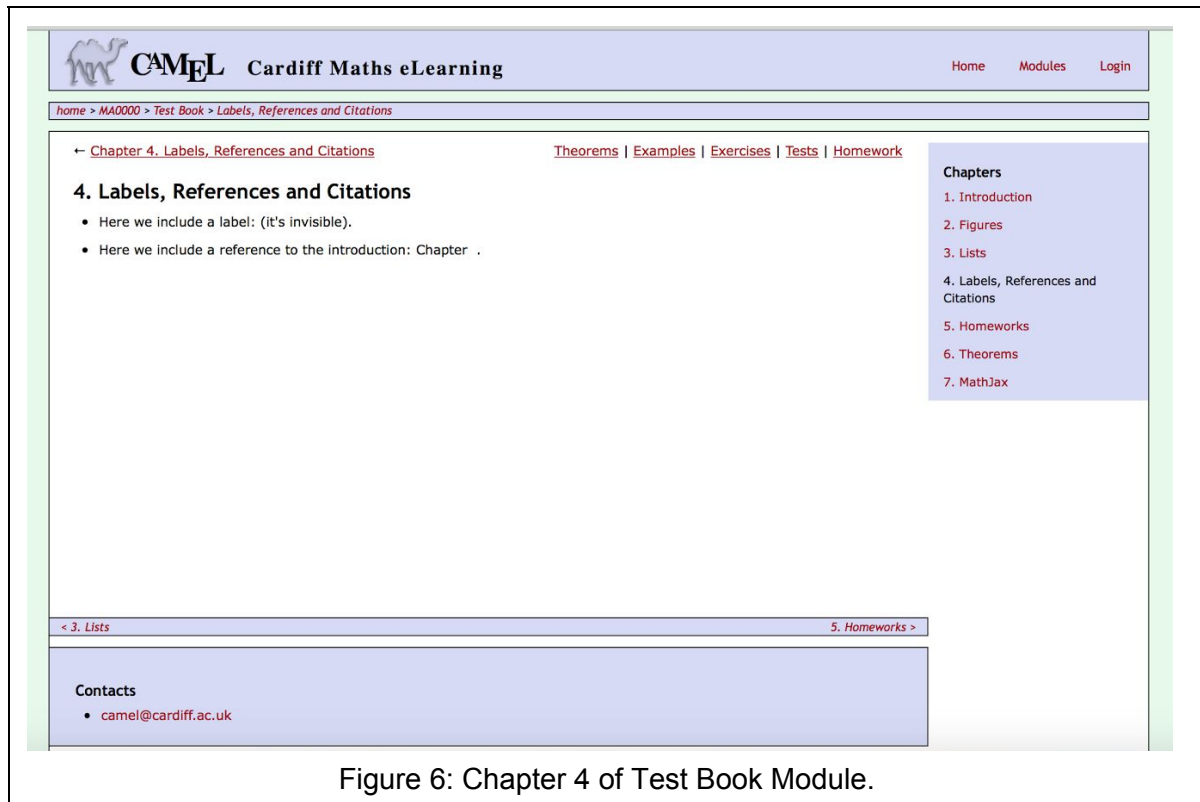 CAMEL Cardiff Maths eLearning
Home Modules Login
home > MA0000 > Test Book > Labels, References and Citations
← Chapter 4. Labels, References and Citations
Theorems | Examples | Exercises | Tests | Homework
4. Labels, References and Citations
• Here we include a label: (it's invisible).
• Here we include a reference to the introduction: Chapter .
Chapters
1. Introduction
2. Figures
3. Lists
4. Labels, References and
Citations
5. Homeworks
6. Theorems
7. MathJax
< 3. Lists
5. Homeworks >
Contacts
• camel@cardiff.ac.uk
Figure 6: Chapter 4 of Test Book Module.